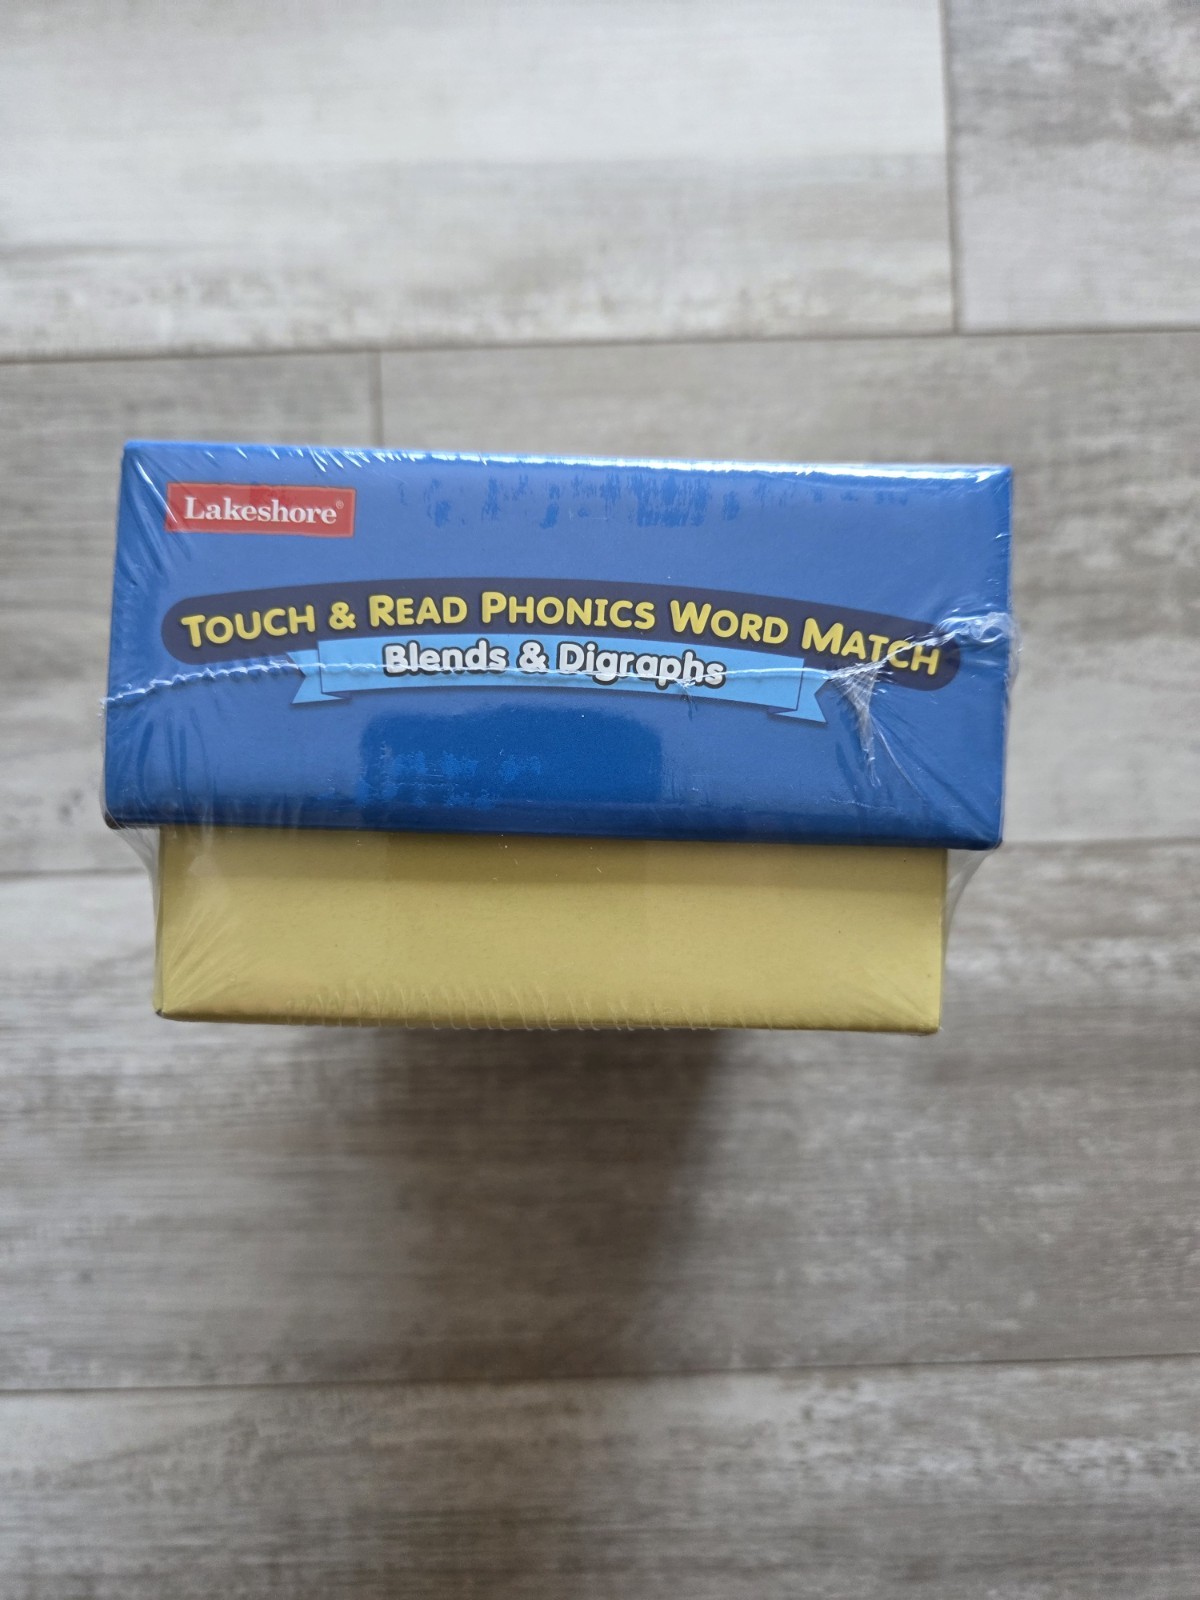 Lakeshore®
TOUCH & READ PHONICS WORD MATCH
Blends & Digraphs